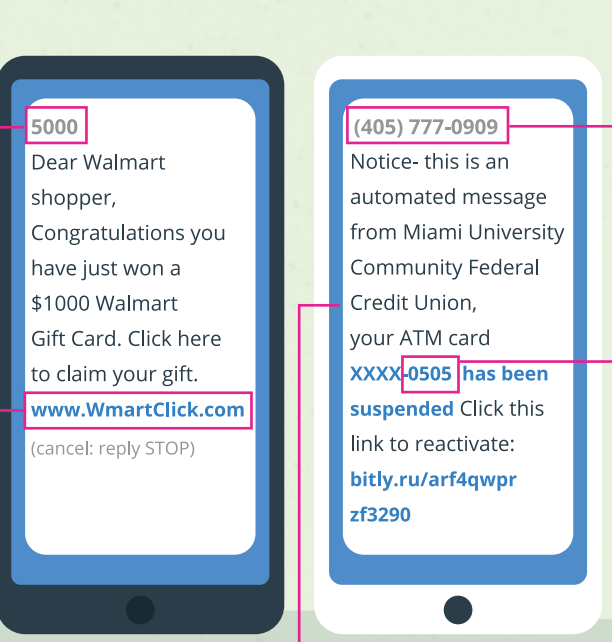 5000
Dear Walmart
shopper,
Congratulations you
have just won a
$1000 Walmart
Gift Card. Click here
to claim your gift.
www.WmartClick.com
(cancel: reply STOP)
(405) 777-0909
Notice- this is an
automated message
from Miami University
Community Federal
Credit Union,
your ATM card
XXXX-0505 has been
suspended Click this
link to reactivate:
bitly.ru/arf4qwpr
zf3290